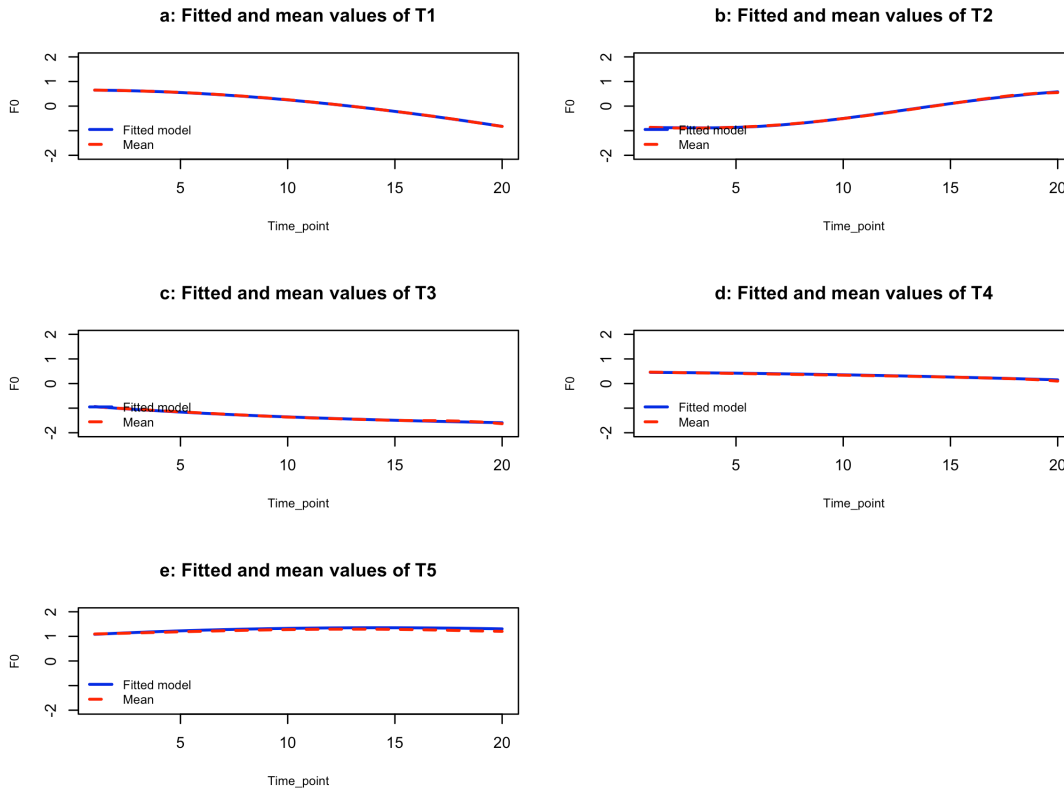 a: Fitted and mean values of T1
2
1
0
-2
F0
Fitted model
Mean
5 10 15 20
Time_point
b: Fitted and mean values of T2
2
1
0
-2
F0
Fitted model
Mean
5 10 15 20
Time_point
c: Fitted and mean values of T3
2
1
0
-2
F0
Fitted model
Mean
5 10 15 20
Time_point
d: Fitted and mean values of T4
2
1
0
-2
F0
Fitted model
Mean
5 10 15 20
Time_point
e: Fitted and mean values of T5
2
1
0
-2
F0
Fitted model
Mean
5 10 15 20
Time_point